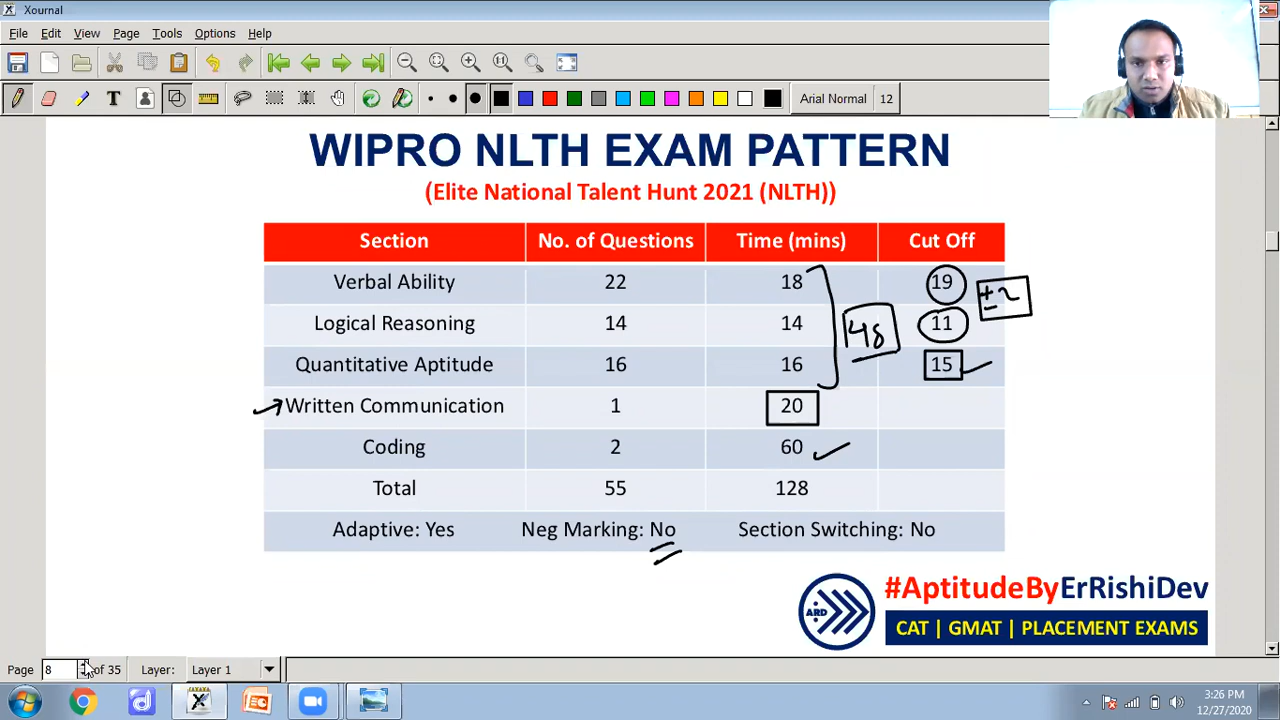 Xournal
File Edit View Page Tools Options Help
T Arial Normal 12
WIPRO NLTH EXAM PATTERN
(Elite National Talent Hunt 2021 (NLTH))
Section No. of Questions Time (mins) Cut Off
Verbal Ability 22 18 19
±2
Logical Reasoning 14 14 48 11
Quantitative Aptitude 16 16 15
Written Communication 1 20
Coding 2 60
Total 55 128
Adaptive: Yes Neg Marking: No Section Switching: No
ARD
#AptitudeByErRishiDev
CAT | GMAT | PLACEMENT EXAMS
Page 8 of 35 Layer: Layer 1
3:26 PM
12/27/2020